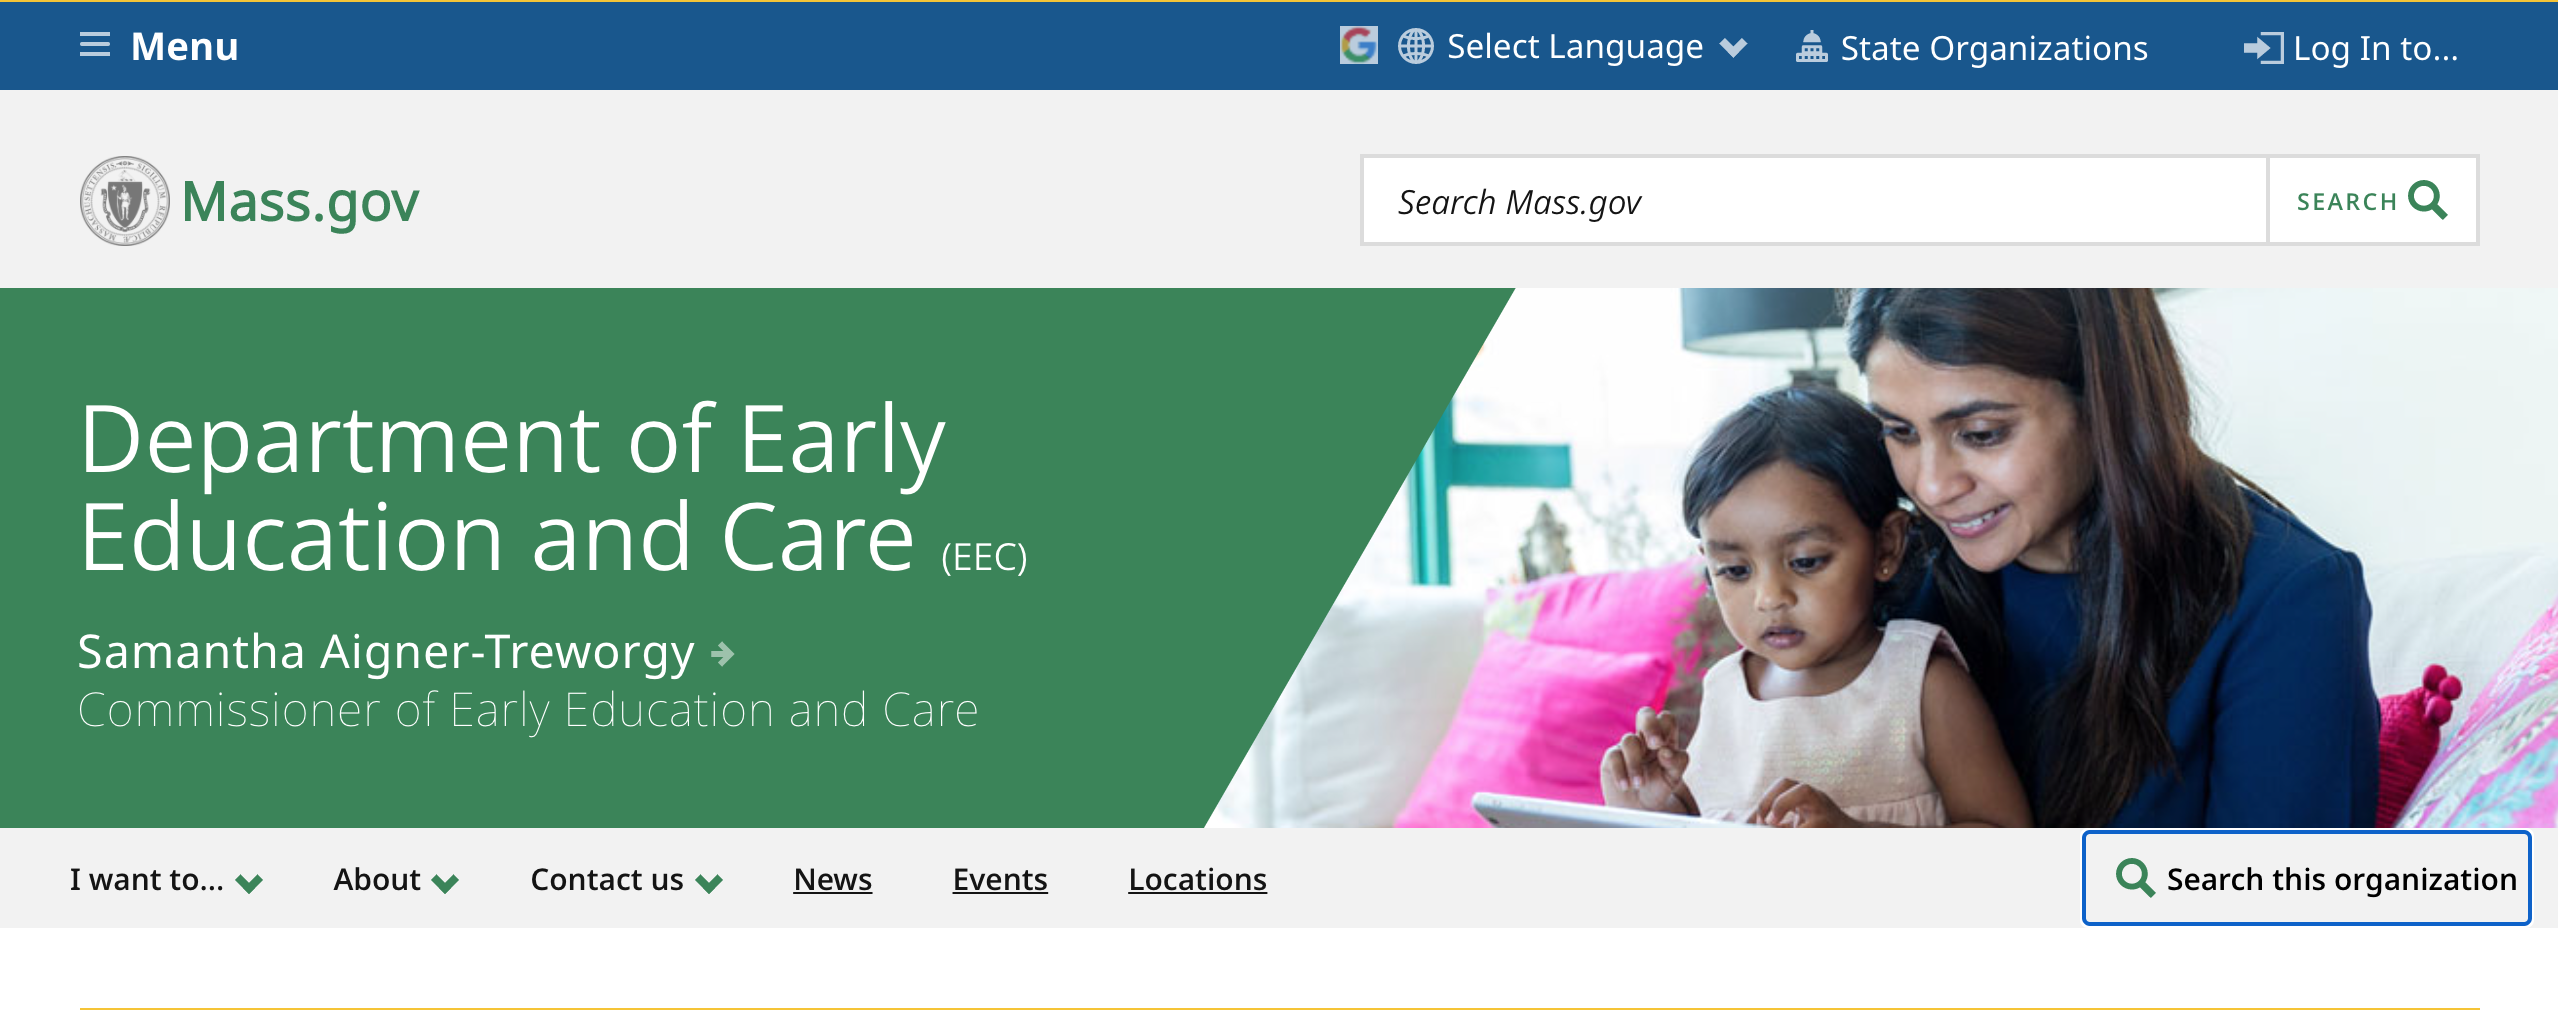 Menu
Select Language
State Organizations
Log In to...
Mass.gov
Search Mass.gov
SEARCH
Department of Early
Education and Care (EEC)
Samantha Aigner-Treworgy
Commissioner of Early Education and Care
I want to...
About
Contact us
News
Events
Locations
Search this organization